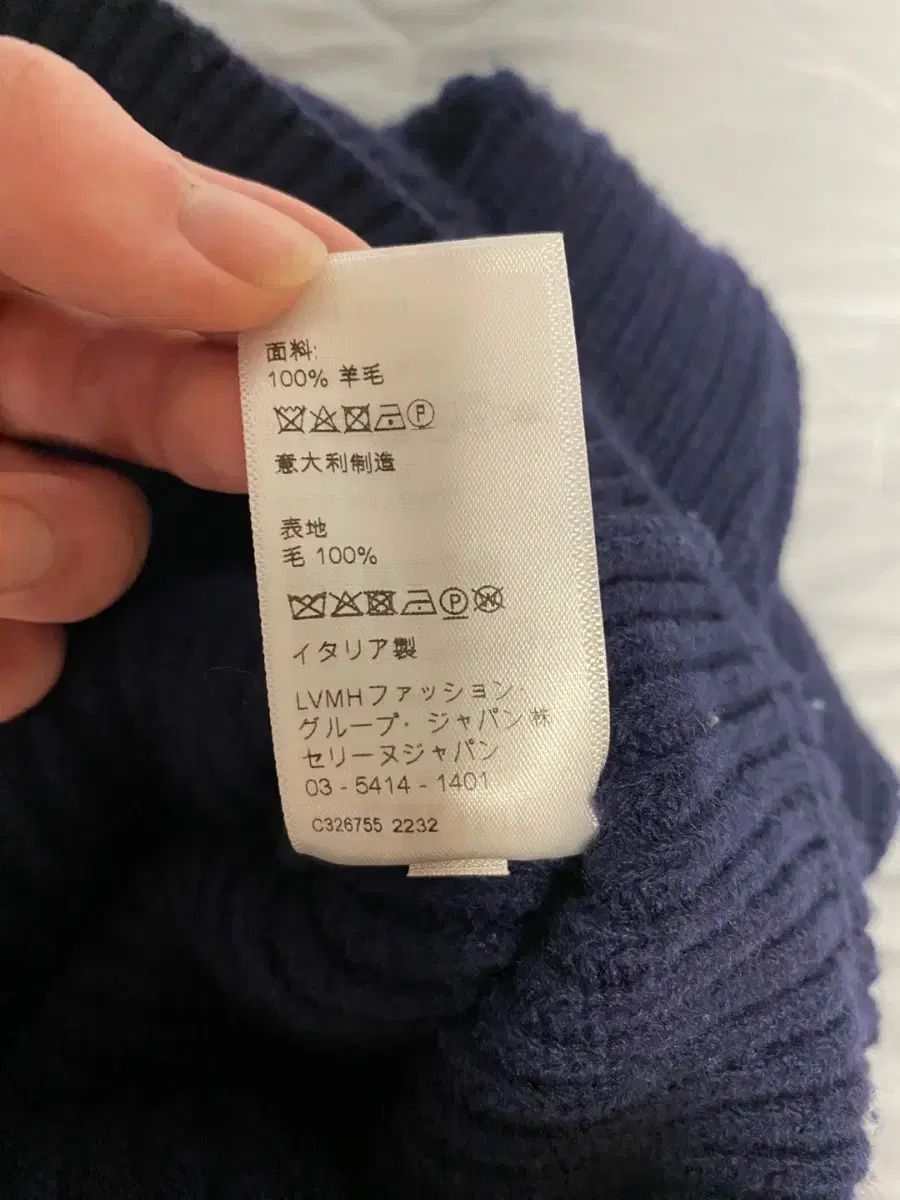 面料:
100% 羊毛
P
意大利制造
表地
毛 100%
P W
イタリア製
LVMHファッション・
グループ・ジャパン㈱
セリーヌジャパン
03 - 5414 - 1401
C326755 2232